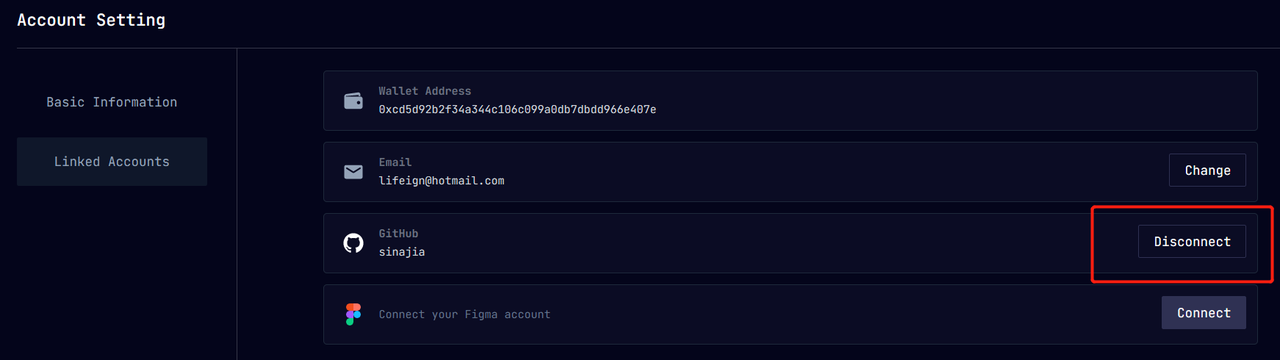 Account Setting
Basic Information
Linked Accounts
Wallet Address
0xcd5d92b2f34a344c106c099a0db7dbdd966e407e
Email
lifeign@hotmail.com
Change
GitHub
sinajia
Disconnect
Connect your Figma account
Connect